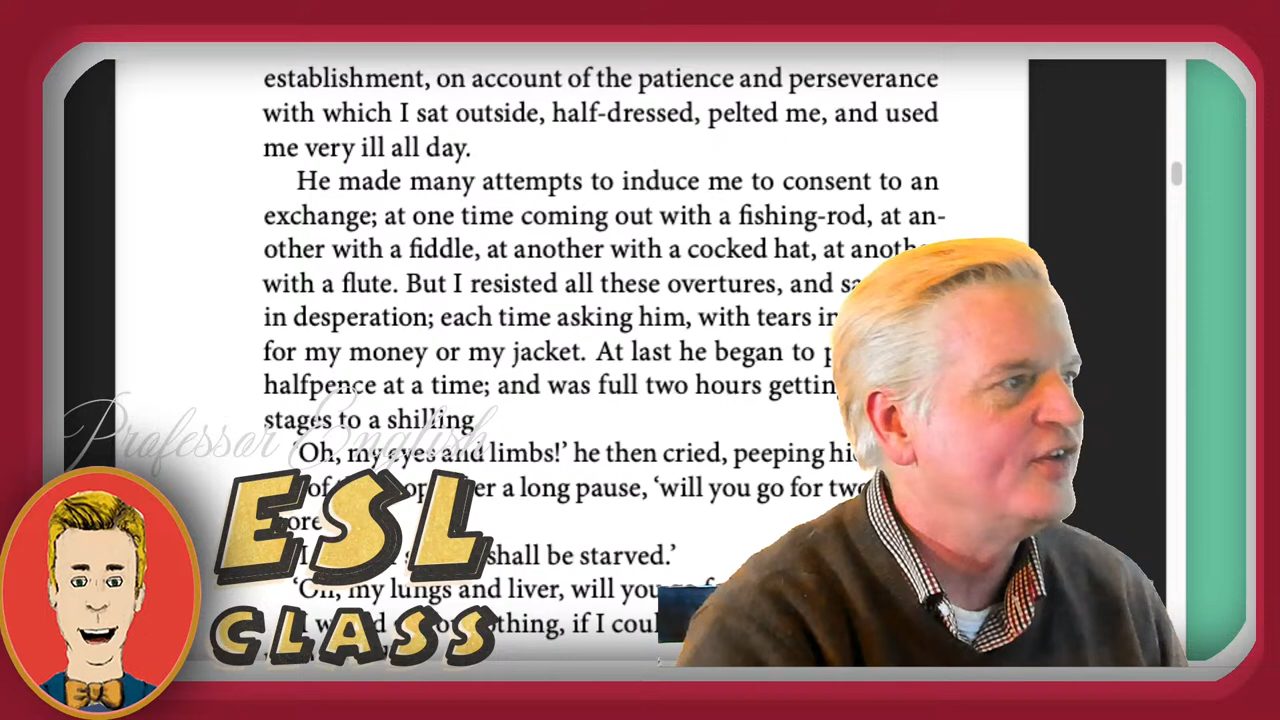 establishment, on account of the patience and perseverance
with which I sat outside, half-dressed, pelted me, and used
me very ill all day.
He made many attempts to induce me to consent to an
exchange; at one time coming out with a fishing-rod, at an-
other with a fiddle, at another with a cocked hat, at another
with a flute. But I resisted all these overtures, and
in desperation; each time asking him, with tears in
for my money or my jacket. At last he began to
halfpence at a time; and was full two hours getting
stages to a shilling
'Oh, my eyes and limbs!' he then cried, peeping
of a long pause, 'will you go for
shall be starved.'
'Oh, my lungs and liver, will you
thing, if I
Professor English
ESL
CLASS